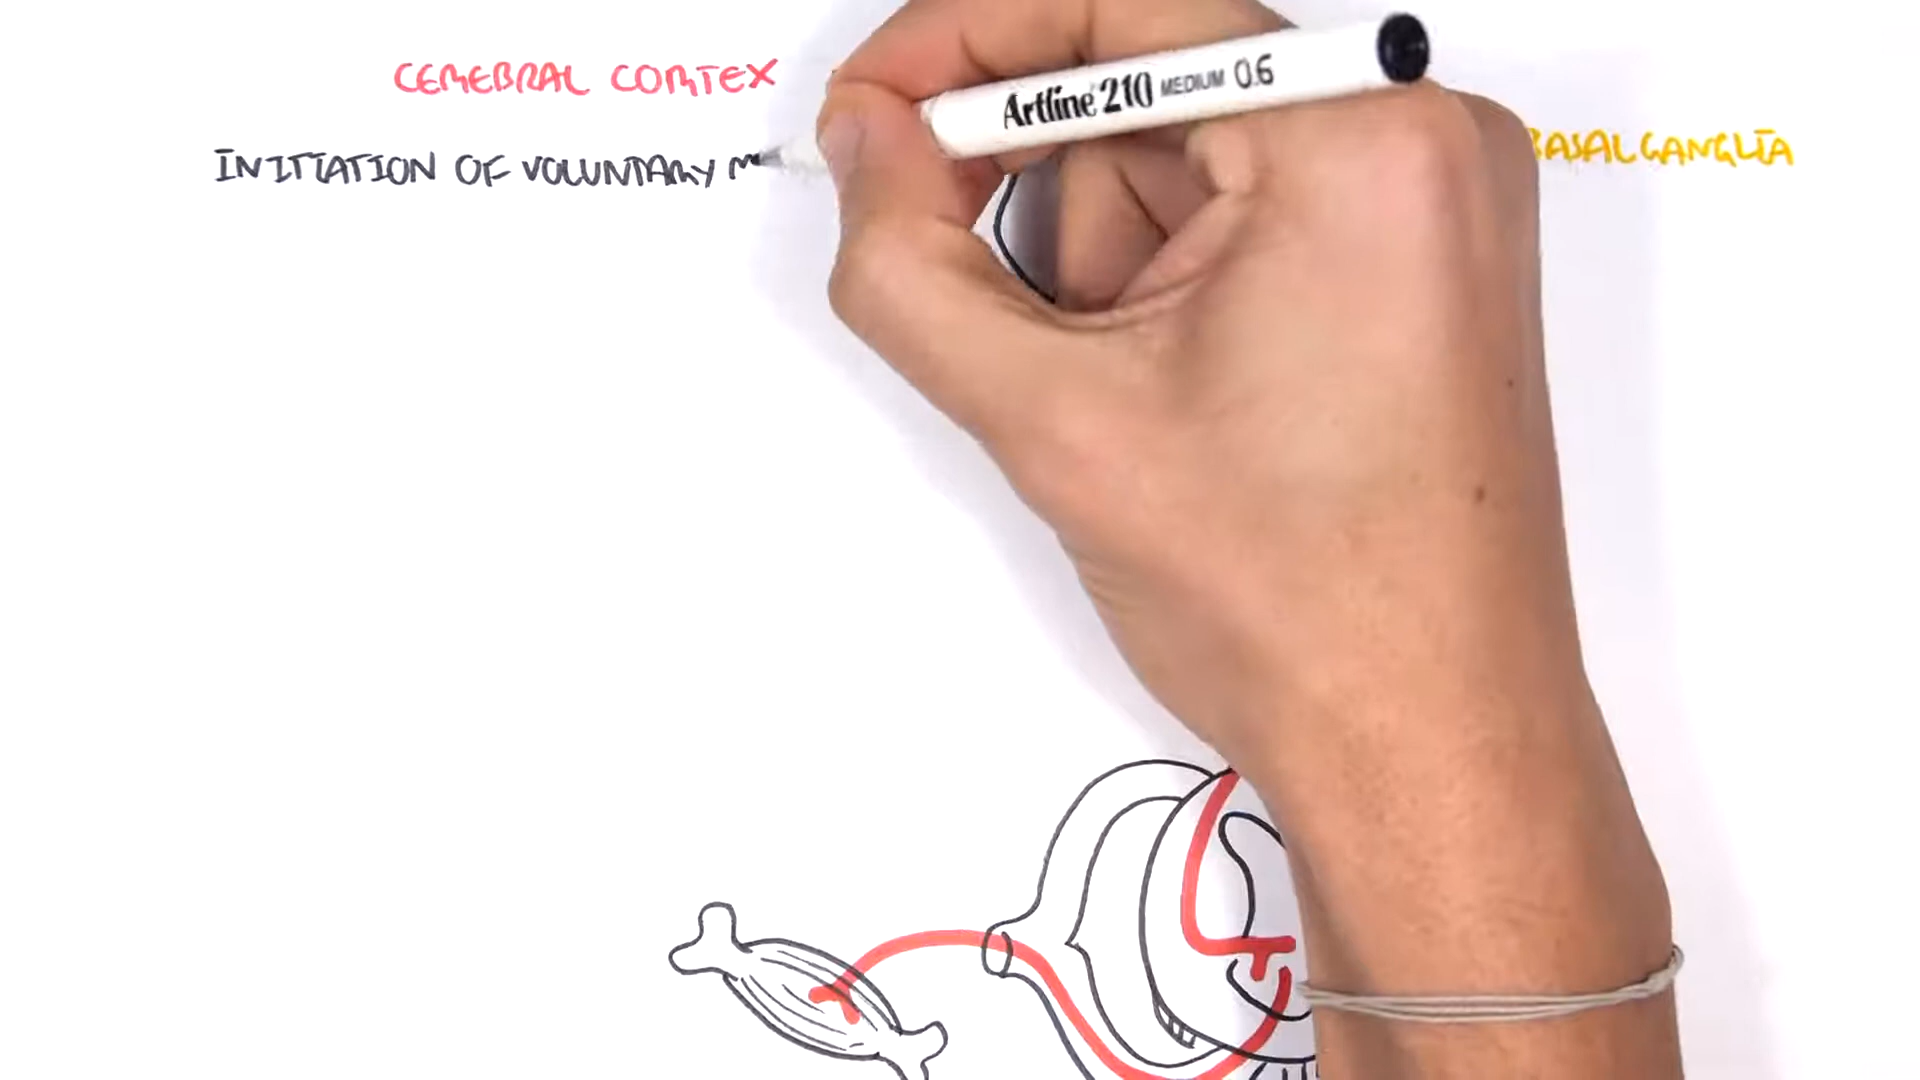 CEREBRAL CORTEX
Artline 210 MEDIUM 0.6
BASAL GANGLIA
INITIATION OF VOLUNTARY M